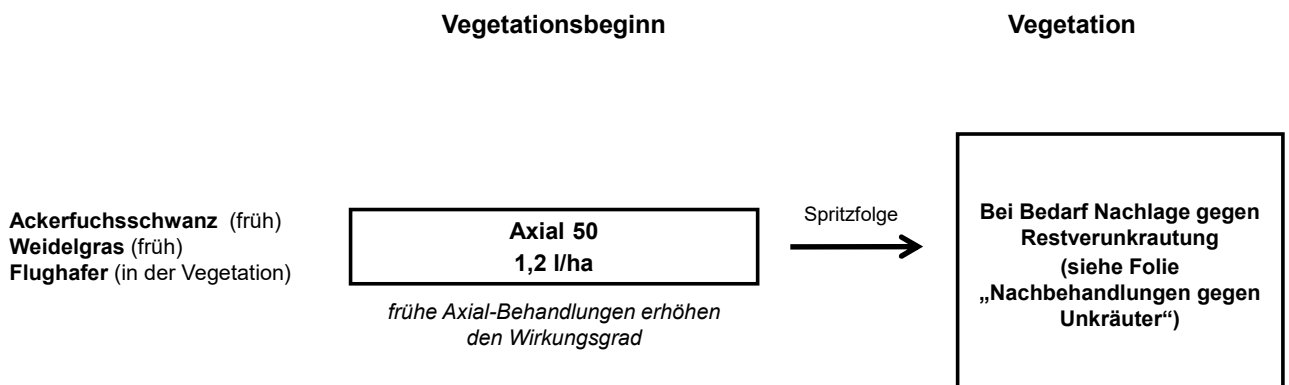 Vegetationsbeginn
Vegetation
Ackerfuchsschwanz (früh)
Weidelgras (früh)
Flughafer (in der Vegetation)
Axial 50
1,2 l/ha
frühe Axial-Behandlungen erhöhen
den Wirkungsgrad
Spritzfolge
Bei Bedarf Nachlage gegen
Restverunkrautung
(siehe Folie
„Nachbehandlungen gegen
Unkräuter“)